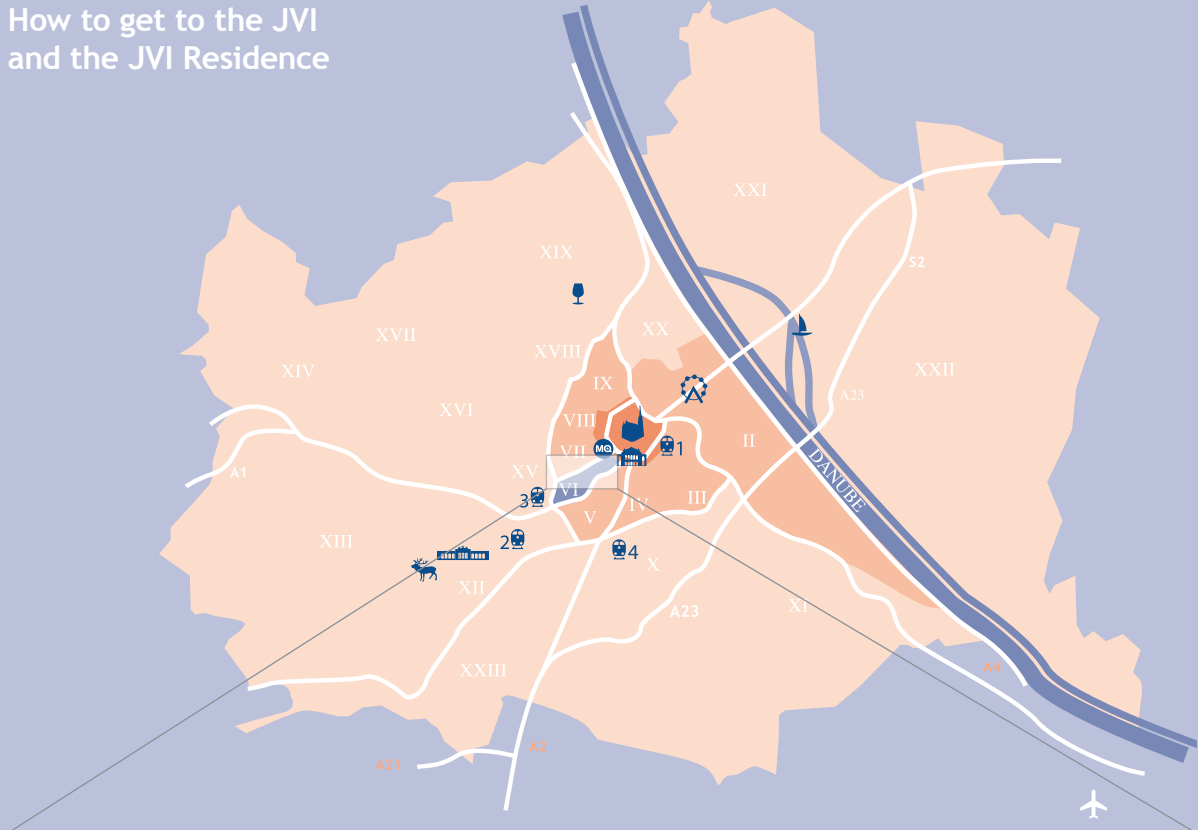 How to get to the JVI
and the JVI Residence
XXI
XIX
S2
XX
XVII
XVIII
XIV
XXII
IX
A23
XVI
VIII
II
MQ
1
VII
A1
XV
DANUBE
VI
3
III
IV
V
XIII
2
4
X
XII
XI
A23
XXIII
A4
A2
A21